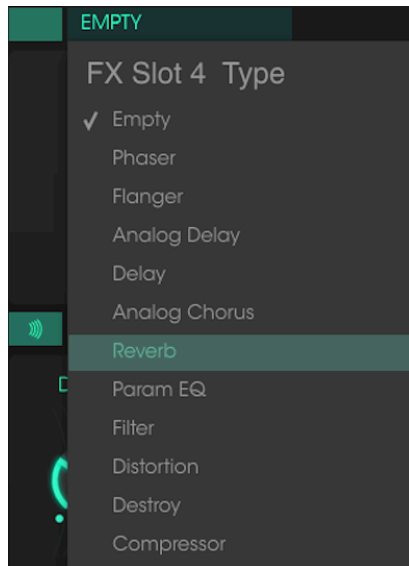 EMPTY
FX Slot 4 Type
✓ Empty
Phaser
Flanger
Analog Delay
Delay
Analog Chorus
Reverb
Param EQ
Filter
Distortion
Destroy
Compressor